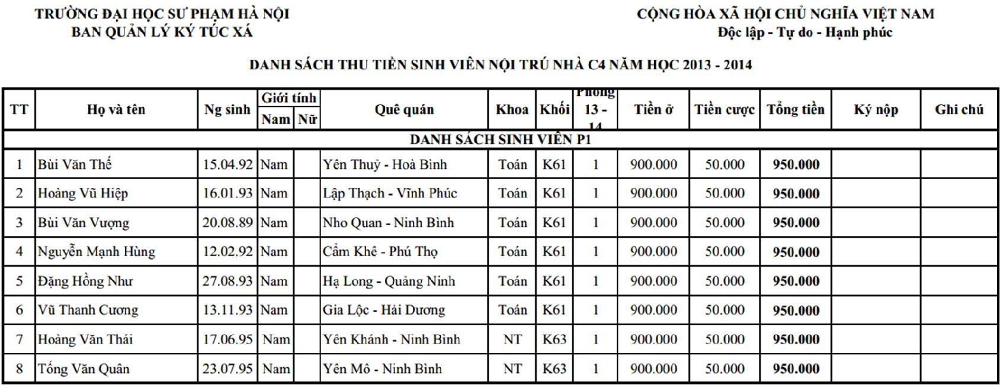 TRƯỜNG ĐẠI HỌC SƯ PHẠM HÀ NỘI
BAN QUẢN LÝ KÝ TÚC XÁ
CỘNG HÒA XÃ HỘI CHỦ NGHĨA VIỆT NAM
Độc lập - Tự do - Hạnh phúc
DANH SÁCH THU TIỀN SINH VIÊN NỘI TRÚ NHÀ C4 NĂM HỌC 2013 - 2014
TT Họ và tên Ng sinh Giới tính Nam Nữ Quê quán Khoa Khối Phòng 13 - 14 Tiền ở Tiền cược Tổng tiền Ký nộp Ghi chú
DANH SÁCH SINH VIÊN P1
1 Bùi Văn Thế 15.04.92 Nam Yên Thuỷ - Hoà Bình Toán K61 1 900.000 50.000 950.000
2 Hoàng Vũ Hiệp 16.01.93 Nam Lập Thạch - Vĩnh Phúc Toán K61 1 900.000 50.000 950.000
3 Bùi Văn Vượng 20.08.89 Nam Nho Quan - Ninh Bình Toán K61 1 900.000 50.000 950.000
4 Nguyễn Mạnh Hùng 12.02.92 Nam Cẩm Khê - Phú Thọ Toán K61 1 900.000 50.000 950.000
5 Đặng Hồng Như 27.08.93 Nam Hạ Long - Quảng Ninh Toán K61 1 900.000 50.000 950.000
6 Vũ Thanh Cương 13.11.93 Nam Gia Lộc - Hải Dương Toán K61 1 900.000 50.000 950.000
7 Hoàng Văn Thái 17.06.95 Nam Yên Khánh - Ninh Bình NT K63 1 900.000 50.000 950.000
8 Tống Văn Quân 23.07.95 Nam Yên Mô - Ninh Bình NT K63 1 900.000 50.000 950.000